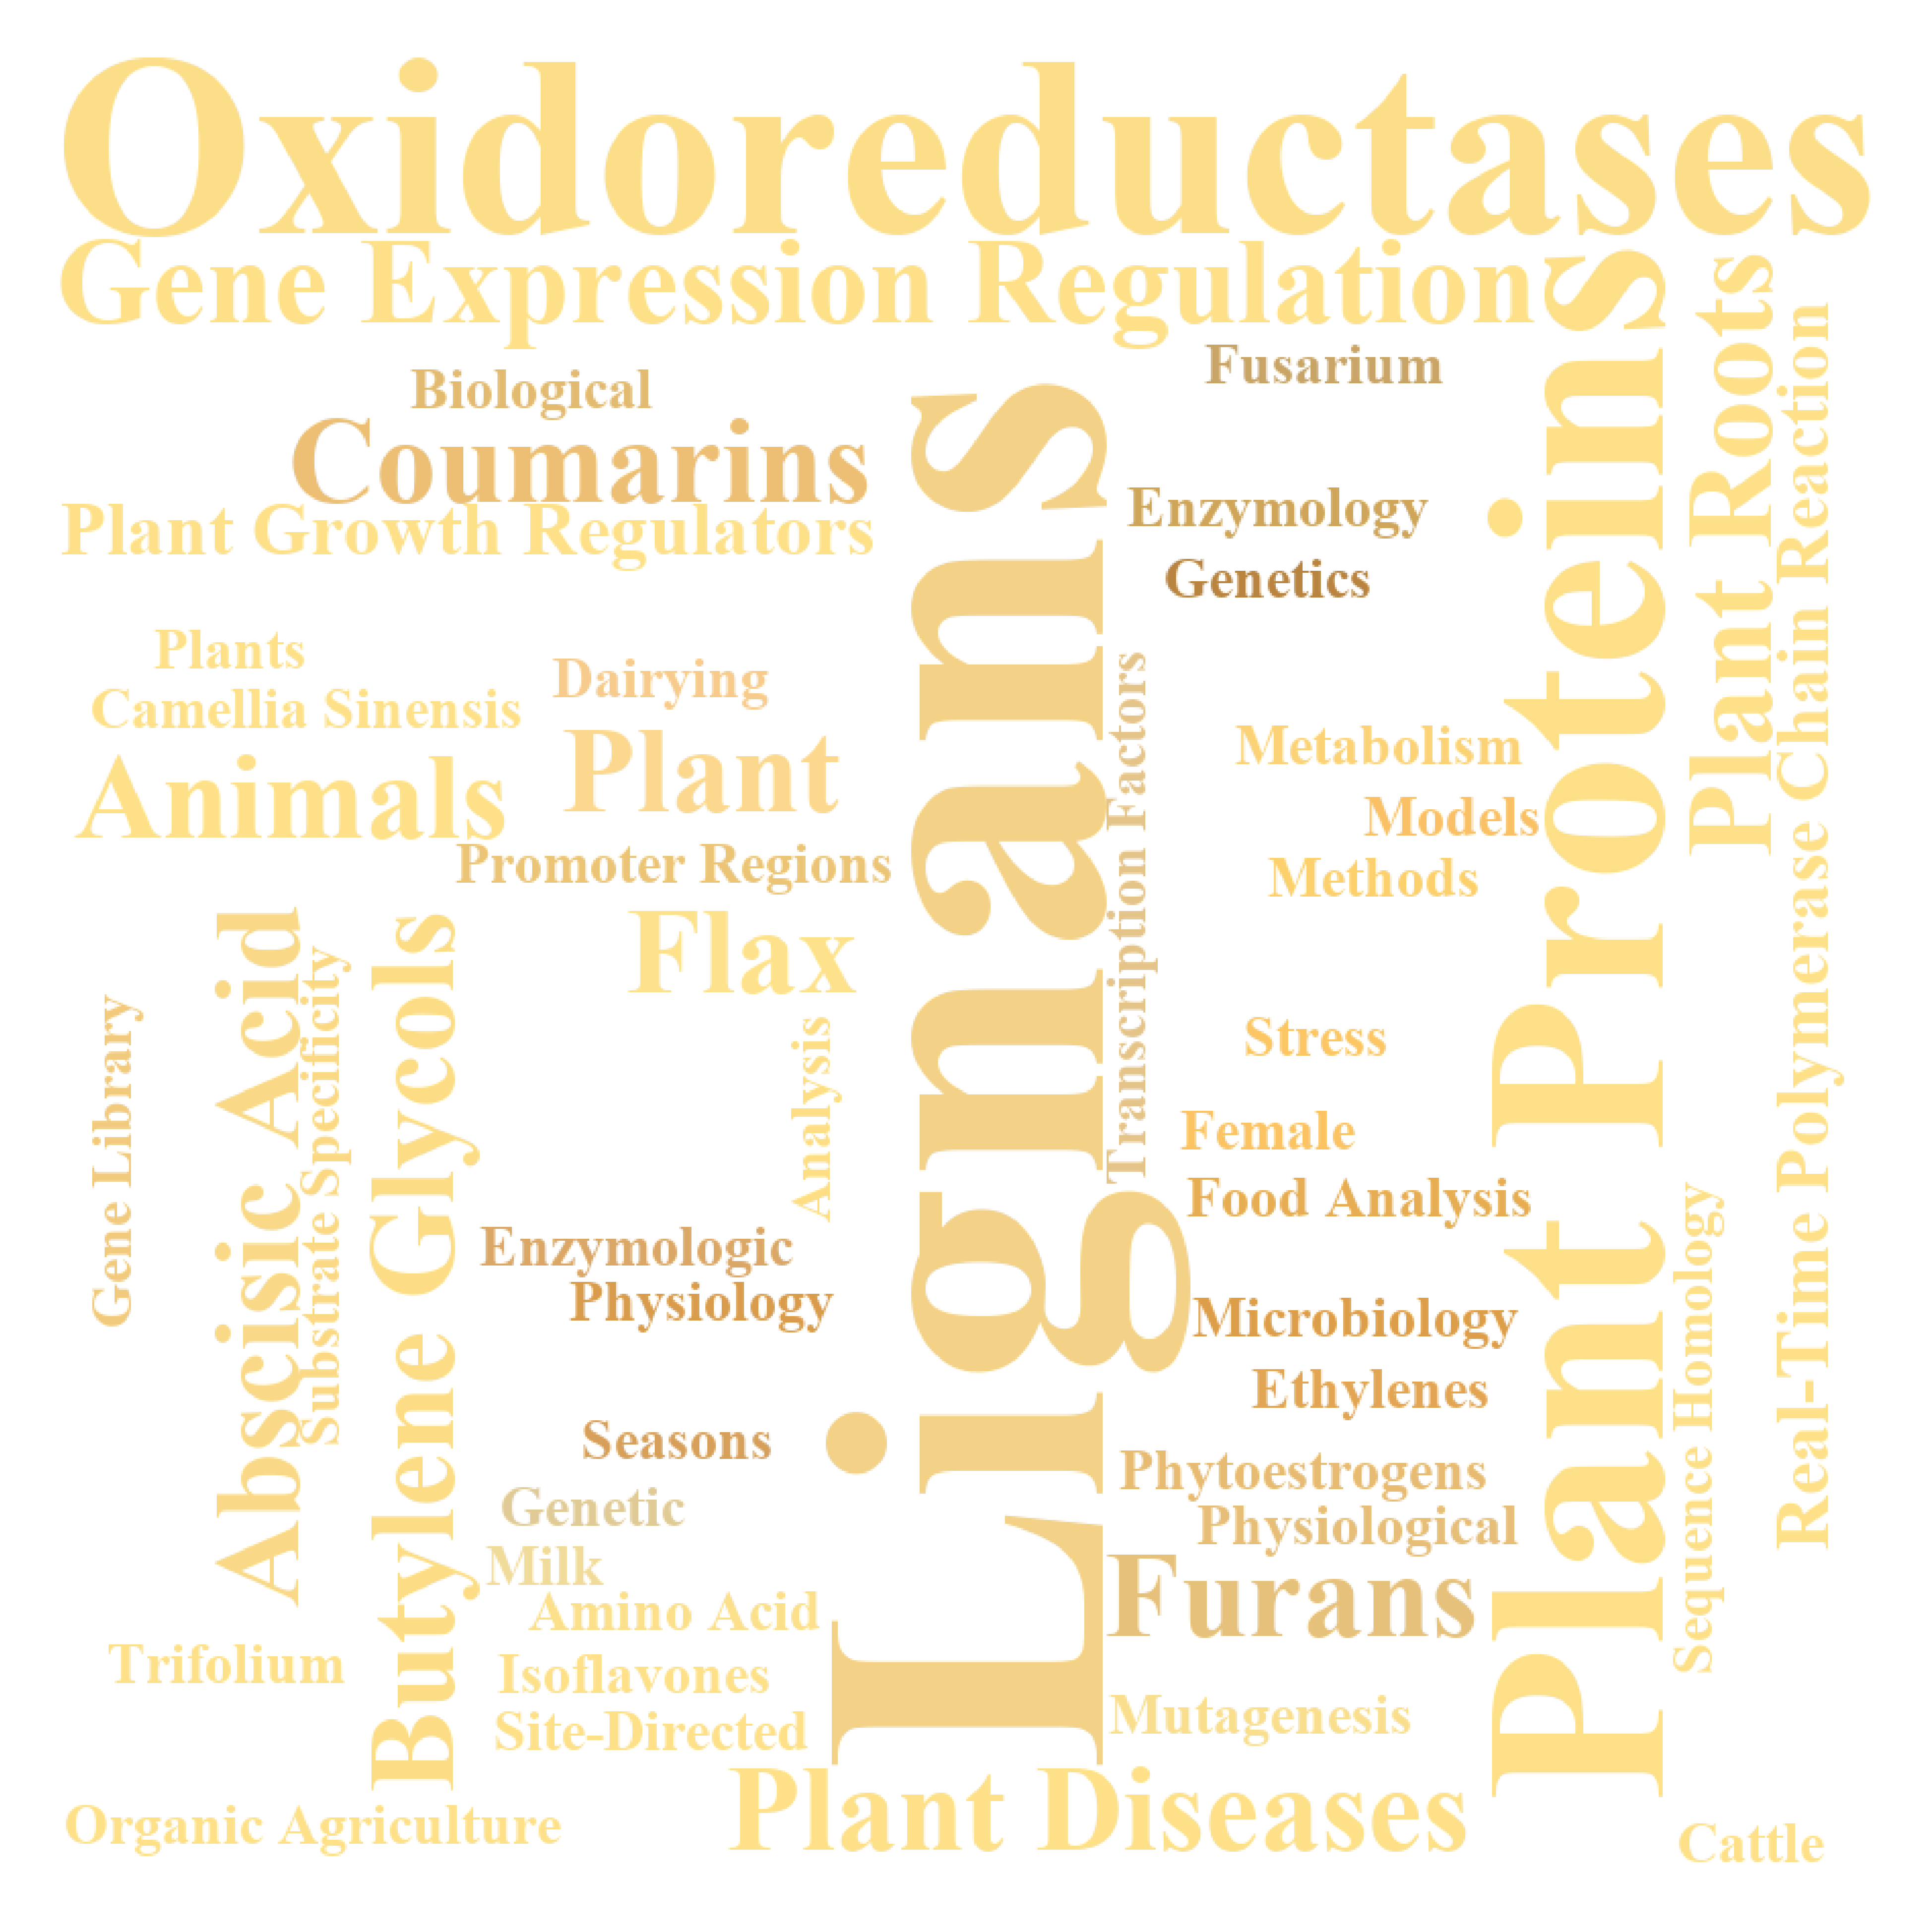 Oxidoreductases
Gene Expression Regulation
Fusarium
Biological
Coumarins
Plant Growth Regulators
Enzymology
Genetics
Plants
Camellia Sinensis
Animals
Dairying
Plant
Promoter Regions
Flax
Lignans
Transcription Factors
Metabolism
Models
Methods
Plant Proteins
Plant Roots
Real-Time Polymerase Chain Reaction
Gene Library
Abscisic Acid
Substrate Specificity
Butylene Glycols
Analysis
Stress
Female
Food Analysis
Enzymologic
Physiology
Microbiology
Ethylenes
Seasons
Phytoestrogens
Physiological
Genetic
Milk
Furans
Sequence Homology
Amino Acid
Trifolium
Isoflavones
Site-Directed
Mutagenesis
Plant Diseases
Organic Agriculture
Cattle